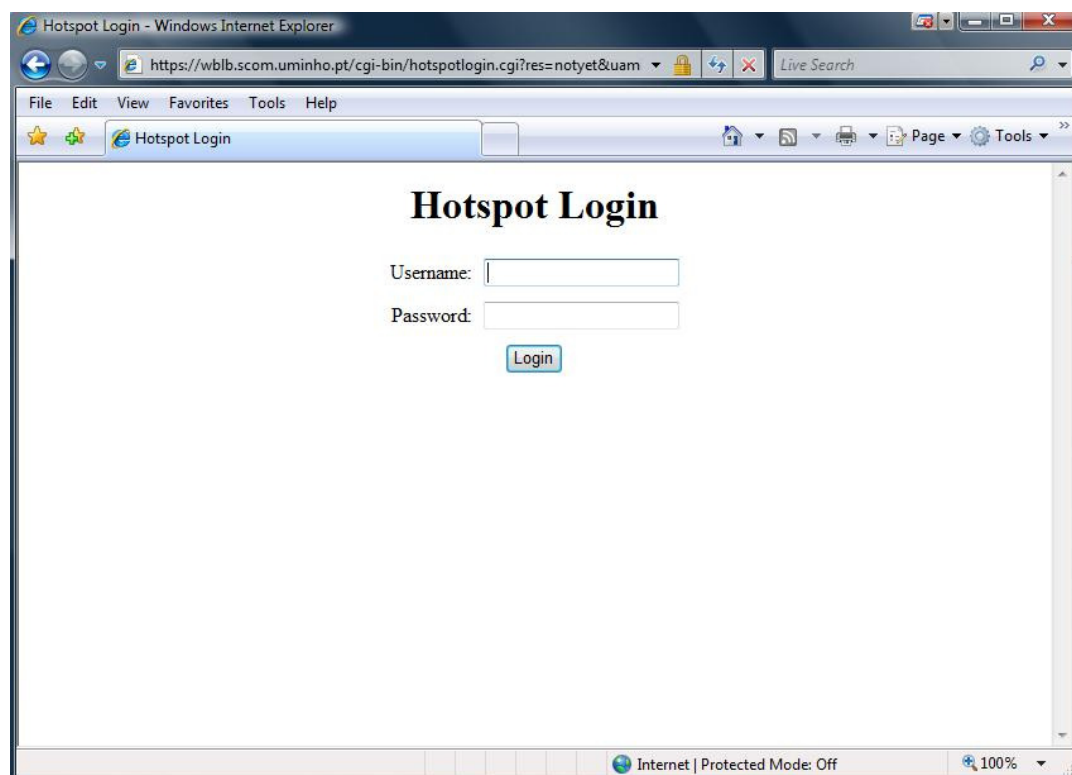 Hotspot Login - Windows Internet Explorer
https://wblb.scom.uminho.pt/cgi-bin/hotspotlogin.cgi?res=notyet&uam
Live Search
File Edit View Favorites Tools Help
Hotspot Login
Page Tools
Hotspot Login
Username:
Password:
Login
Internet | Protected Mode: Off
100%